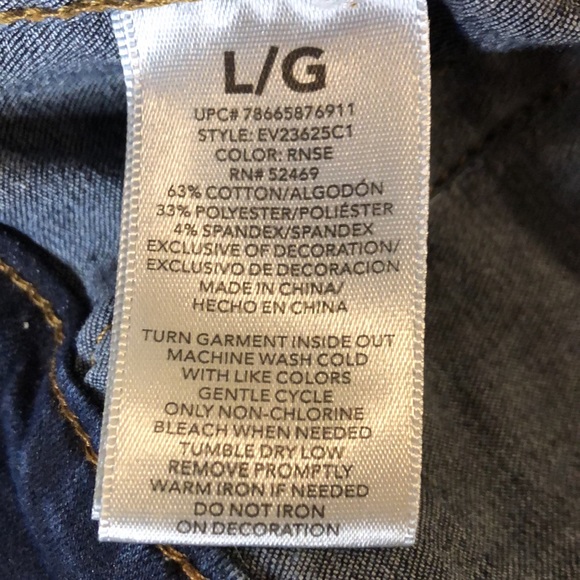 L/G
UPC# 78665876911
STYLE: EV23625C1
COLOR: RNSE
RN# 52469
63% COTTON/ALGODÓN
33% POLYESTER/POLIÉSTER
4% SPANDEX/SPANDEX
EXCLUSIVE OF DECORATION/
EXCLUSIVO DE DECORACION
MADE IN CHINA/
HECHO EN CHINA
TURN GARMENT INSIDE OUT
MACHINE WASH COLD
WITH LIKE COLORS
GENTLE CYCLE
ONLY NON-CHLORINE
BLEACH WHEN NEEDED
TUMBLE DRY LOW
REMOVE PROMPTLY
WARM IRON IF NEEDED
DO NOT IRON
ON DECORATION